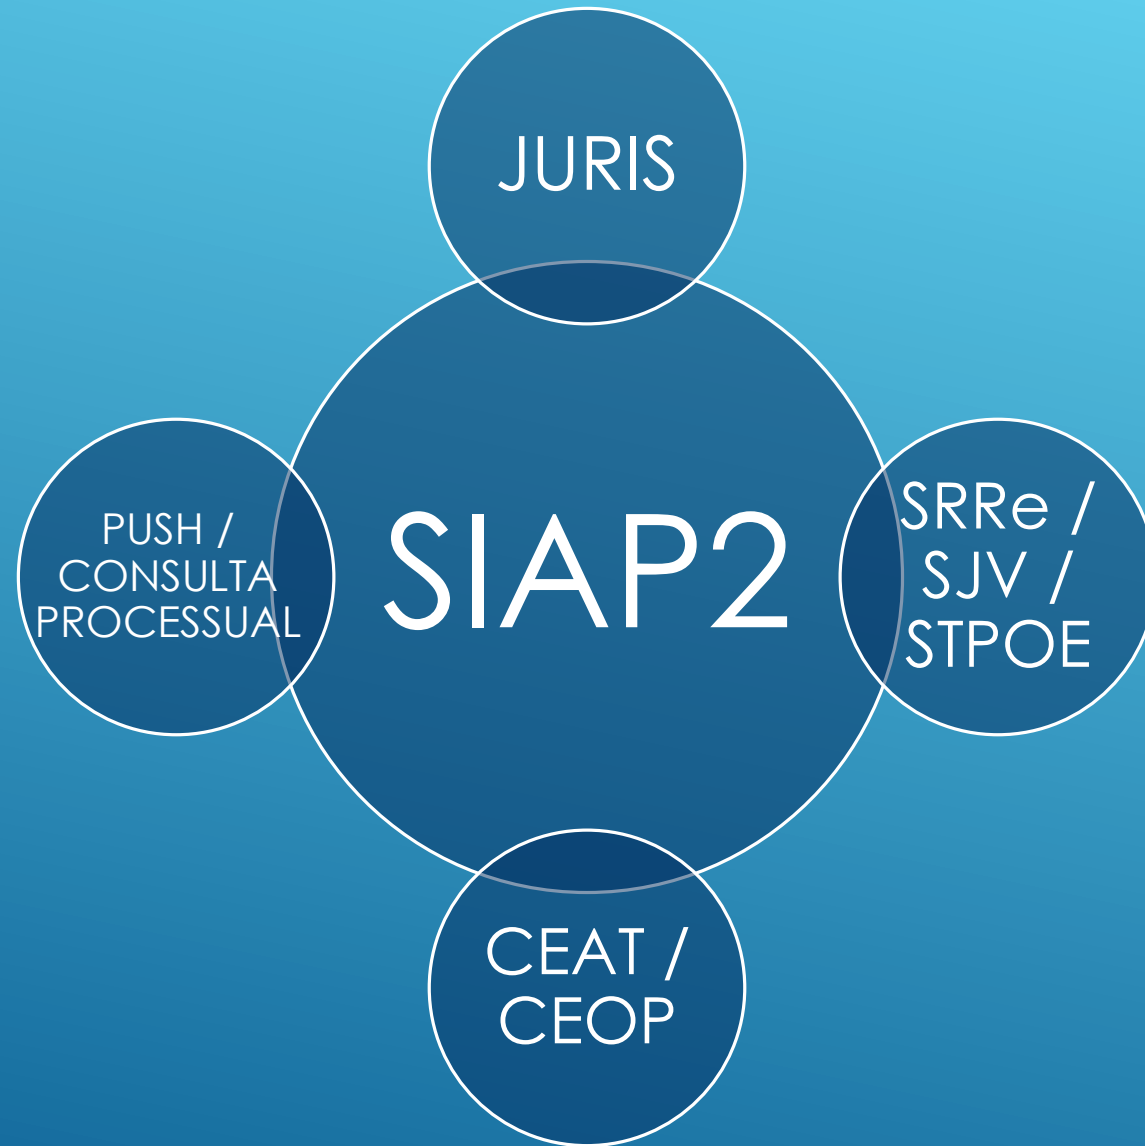 JURIS
PUSH /
CONSULTA
PROCESSUAL
SIAP2
SRRe /
SJV /
STPOE
CEAT /
CEOP